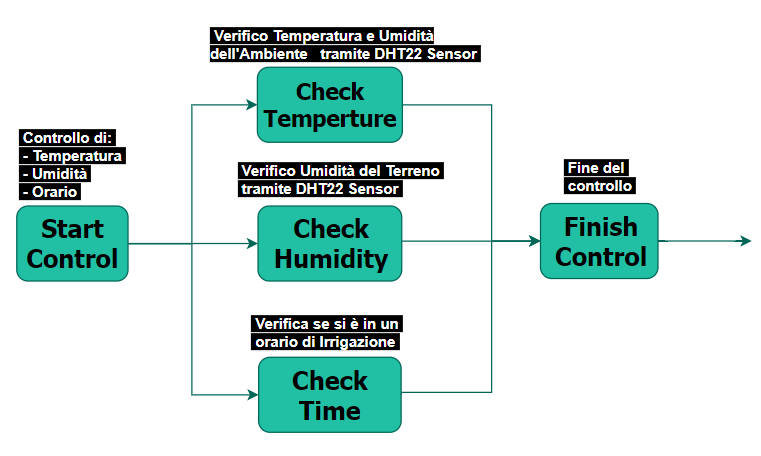 Verifico Temperatura e Umidità
dell'Ambiente tramite DHT22 Sensor
Check
Temperture
Controllo di:
- Temperatura
- Umidità
- Orario
Start
Control
Verifico Umidità del Terreno
tramite DHT22 Sensor
Check
Humidity
Verifica se si è in un
orario di Irrigazione
Check
Time
Fine del
controllo
Finish
Control